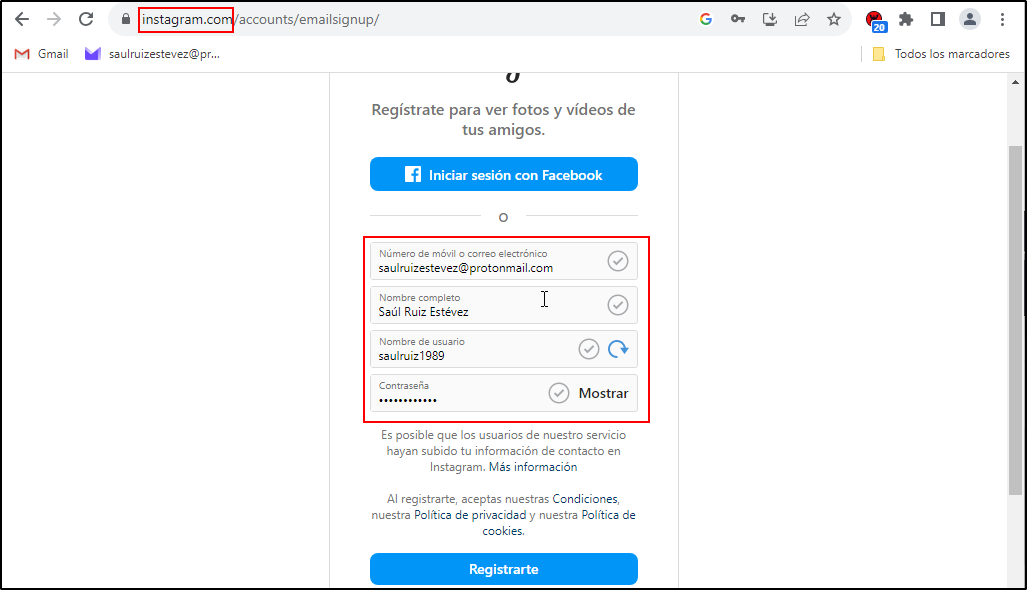 instagram.com/accounts/emailsignup/
20
Gmail
saulruizestevez@pr...
Todos los marcadores
Regístrate para ver fotos y vídeos de
tus amigos.
Iniciar sesión con Facebook
O
Número de móvil o correo electrónico
saulruizestevez@protonmail.com
Nombre completo
Saúl Ruiz Estévez
Nombre de usuario
saulruiz1989
Contraseña
••••••••••••
Mostrar
Es posible que los usuarios de nuestro servicio
hayan subido tu información de contacto en
Instagram. Más información
Al registrarte, aceptas nuestras Condiciones,
nuestra Política de privacidad y nuestra Política de
cookies.
Registrarte